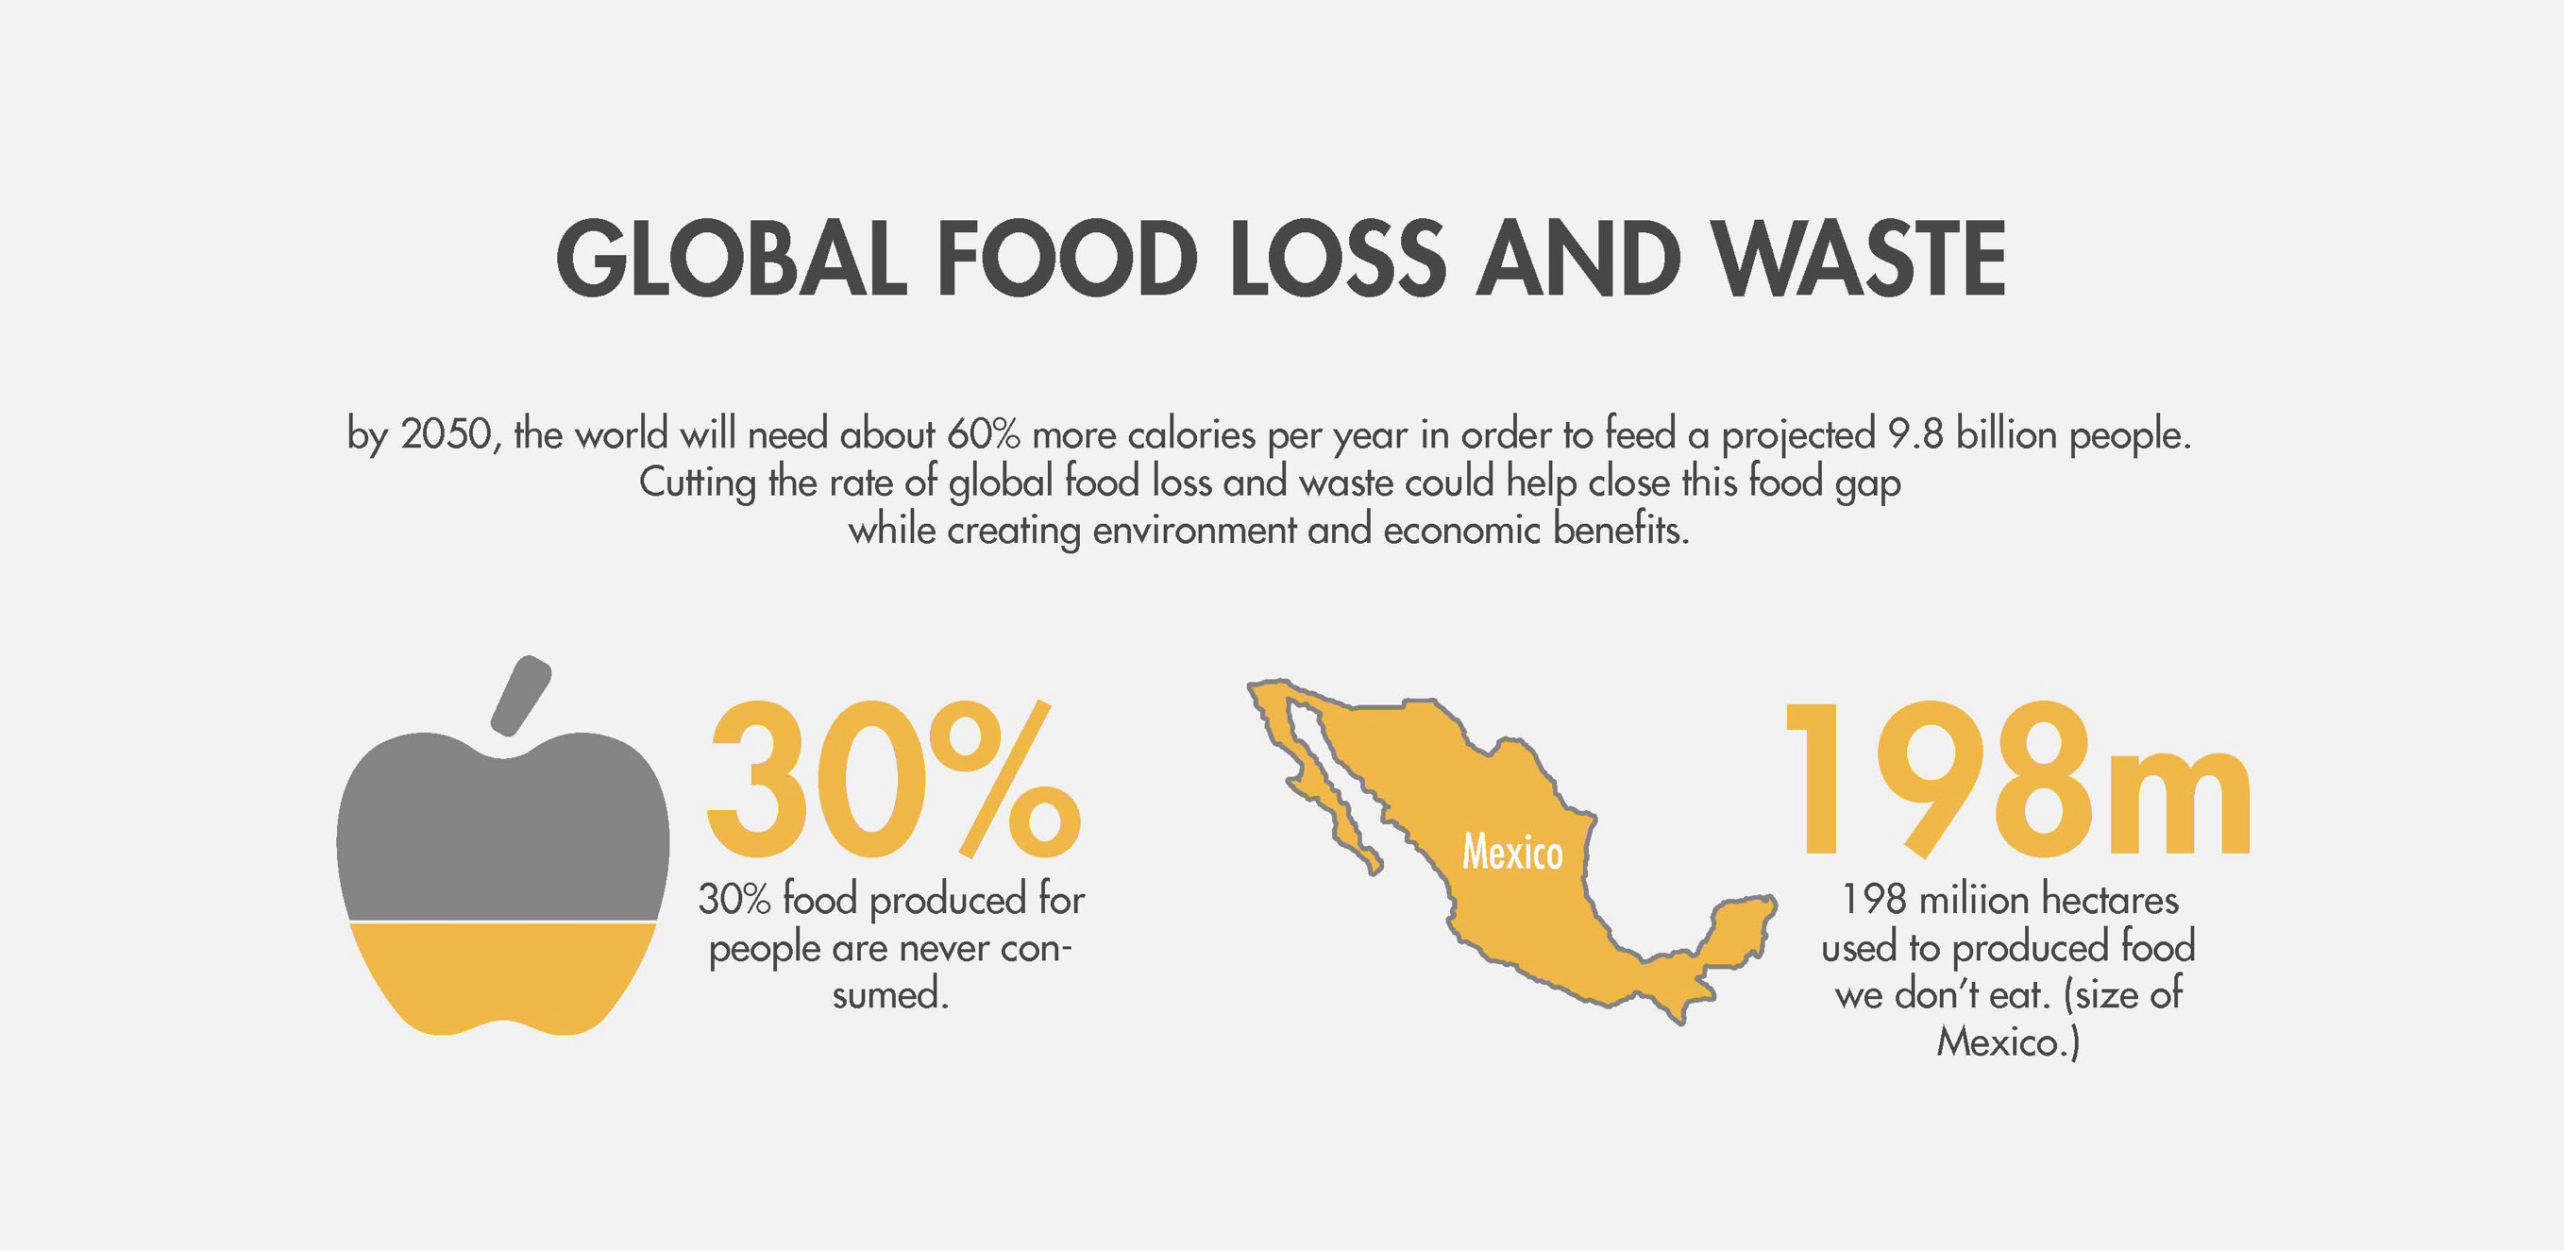 GLOBAL FOOD LOSS AND WASTE
by 2050, the world will need about 60% more calories per year in order to feed a projected 9.8 billion people.
Cutting the rate of global food loss and waste could help close this food gap
while creating environment and economic benefits.
30%
30% food produced for
people are never con-
sumed.
Mexico
198m
198 miliion hectares
used to produced food
we don't eat. (size of
Mexico.)